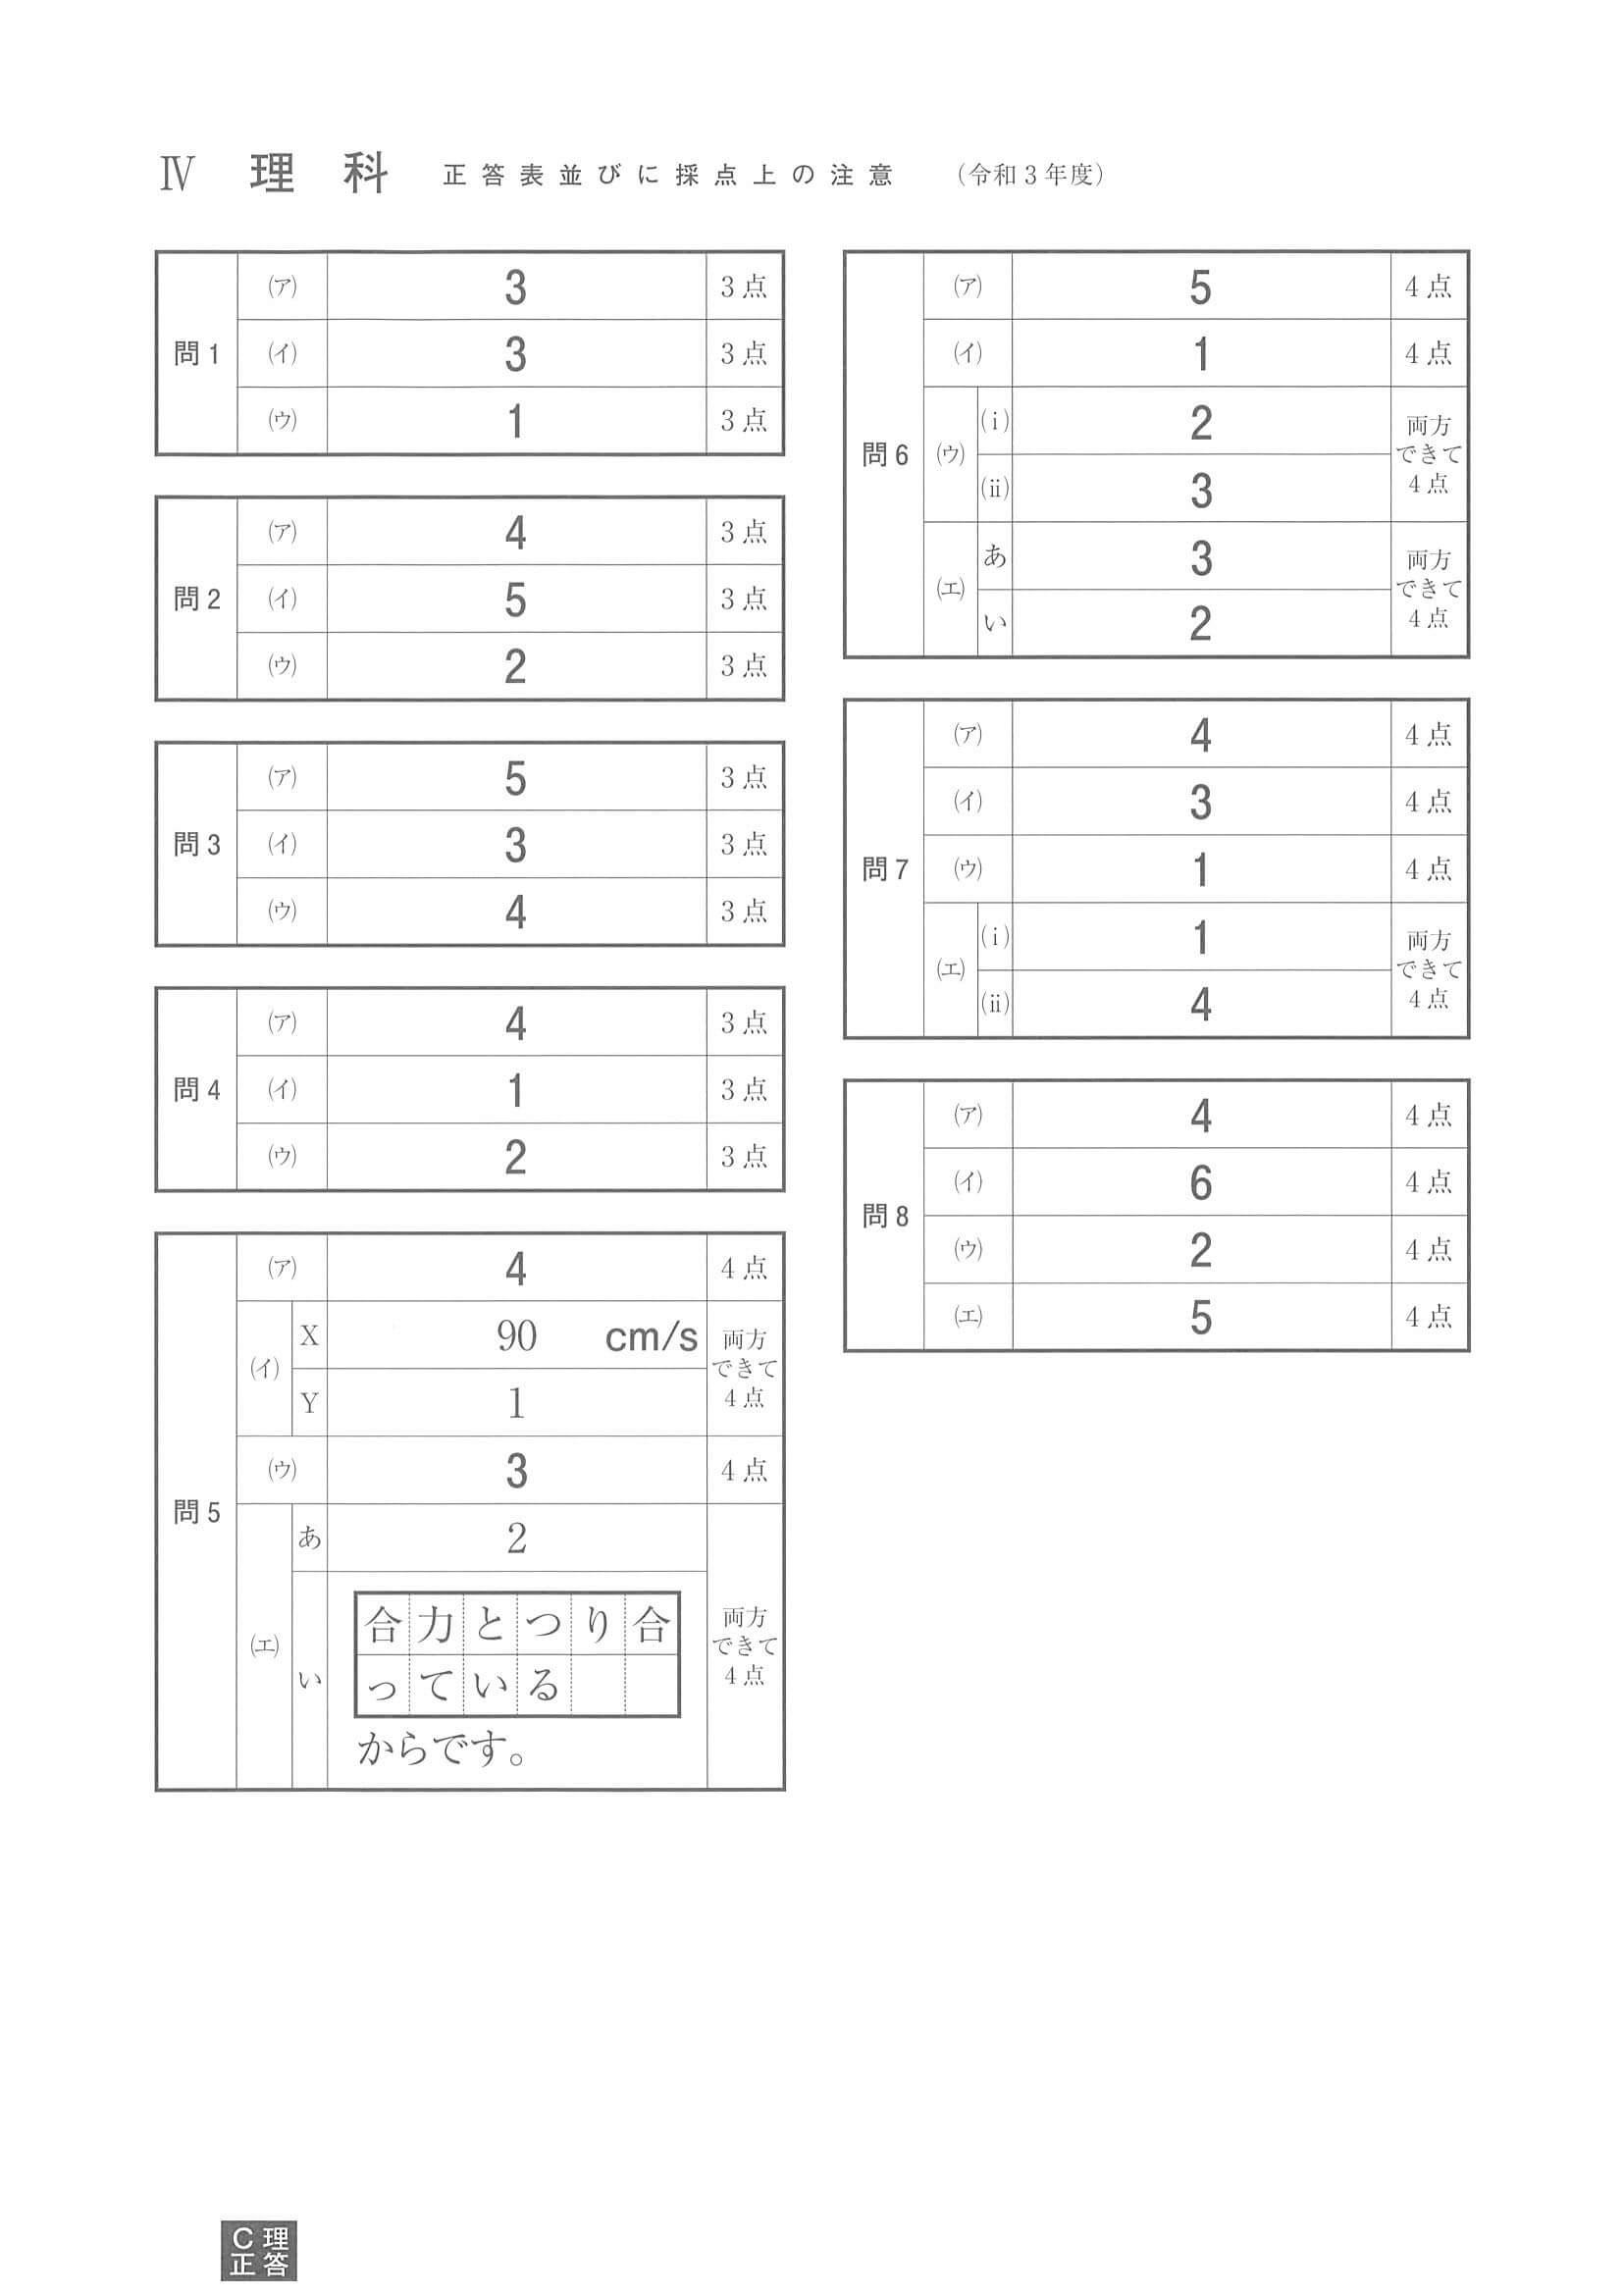 Ⅳ 理科 正答表並びに採点上の注意 （令和３年度）
問1
(ア) 3 3点
(イ) 3 3点
(ウ) 1 3点
問2
(ア) 4 3点
(イ) 5 3点
(ウ) 2 3点
問3
(ア) 5 3点
(イ) 3 3点
(ウ) 4 3点
問4
(ア) 4 3点
(イ) 1 3点
(ウ) 2 3点
問5
(ア) 4 4点
(イ) X 90 cm/s 両方できて4点
Y 1
(ウ) 3 4点
(エ) あ 2 両方できて4点
い 合力とつり合
っている
からです。
問6
(ア) 5 4点
(イ) 1 4点
(ウ) (ⅰ) 2 両方できて4点
(ⅱ) 3
(エ) あ 3 両方できて4点
い 2
問7
(ア) 4 4点
(イ) 3 4点
(ウ) 1 4点
(エ) (ⅰ) 1 両方できて4点
(ⅱ) 4
問8
(ア) 4 4点
(イ) 6 4点
(ウ) 2 4点
(エ) 5 4点
C理
正答